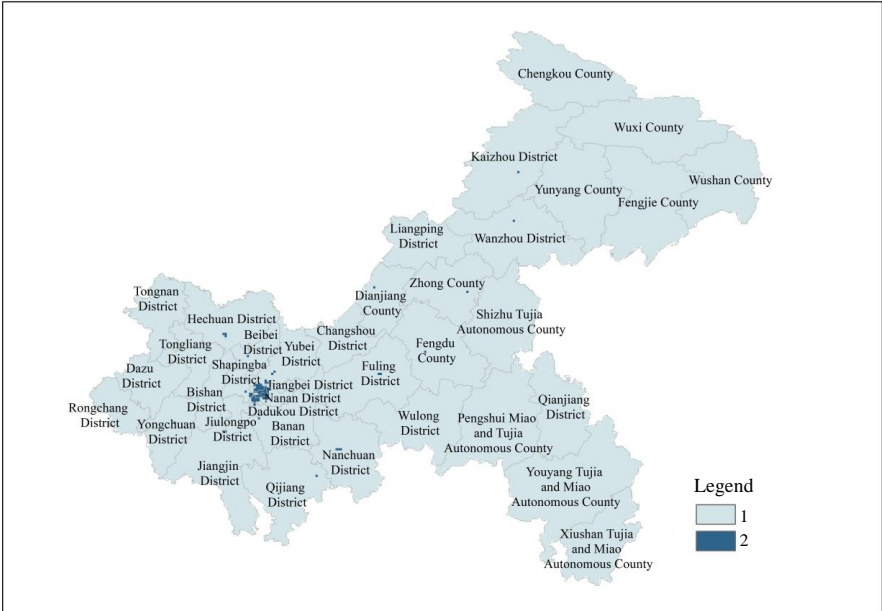 Chengkou County
Wuxi County
Kaizhou District
Wushan County
Yunyang County
Fengjie County
Liangping
District
Wanzhou District
Zhong County
Dianjiang
County
Tongnan
District
Shizhu Tujia
Autonomous County
Hechuan District
Changshou
District
Beibei
District
Yubei
District
Fengdu
County
Tongliang
District
Shapingba
District
Fuling
District
Dazu
District
Jiangbei District
Nanan District
Bishan
District
Dadukou District
Qianjiang
District
Rongchang
District
Wulong
District
Pengshui Miao
and Tujia
Autonomous County
Yongchuan
District
Jiulongpo
District
Banan
District
Nanchuan
District
Jiangjin
District
Youyang Tujia
and Miao
Autonomous County
Qijiang
District
Xiushan Tujia
and Miao
Autonomous County
Legend
1
2